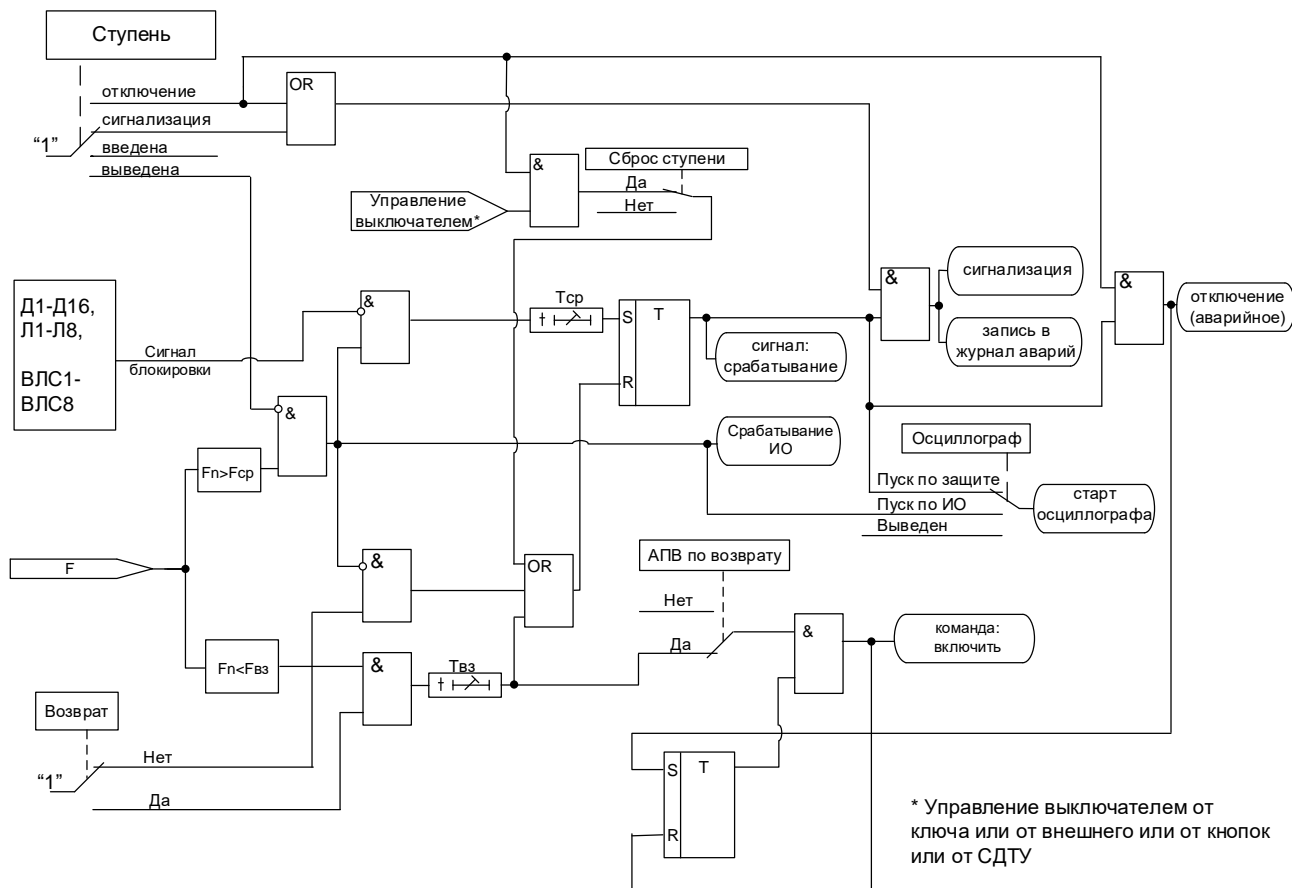 Ступень
отключение
OR
сигнализация
“1”
введена
выведена
&
Сброс ступени
Да
Нет
Управление
выключателем*
Д1-Д16,
Л1-Л8,
ВЛС1-
ВЛС8
Сигнал
блокировки
&
Тср
S
T
R
сигнал:
срабатывание
&
сигнализация
запись в
журнал аварий
&
отключение
(аварийное)
&
Fn>Fср
Срабатывание
ИО
Осциллограф
Пуск по защите
Пуск по ИО
Выведен
старт
осциллографа
F
&
OR
АПВ по возврату
Нет
Да
&
команда:
включить
Fn<Fвз
&
Твз
Возврат
“1”
Нет
Да
S
T
R
* Управление выключателем от
ключа или от внешнего или от кнопок
или от СДТУ